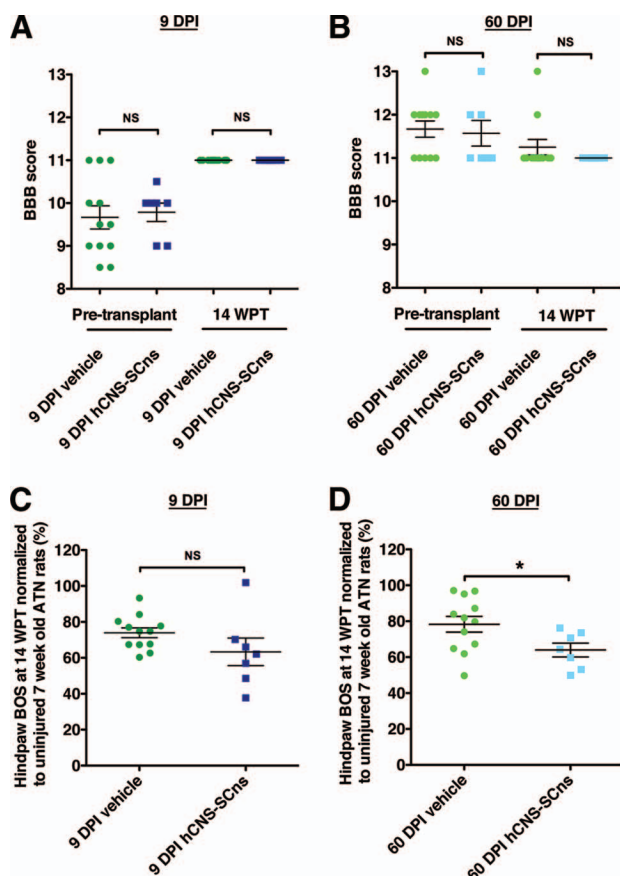 A
9 DPI
NS
NS
BBB score
13
12
11
10
9
8
Pre-transplant
14 WPT
9 DPI vehicle
9 DPI hCNS-SCns
9 DPI vehicle
9 DPI hCNS-SCns
B
60 DPI
NS
NS
BBB score
13
12
11
10
9
8
Pre-transplant
14 WPT
60 DPI vehicle
60 DPI hCNS-SCns
60 DPI vehicle
60 DPI hCNS-SCns
C
9 DPI
NS
Hindpaw BOS at 14 WPT normalized
to uninjured 7 week old ATN rats (%)
120
100
80
60
40
20
0
9 DPI vehicle
9 DPI hCNS-SCns
D
60 DPI
*
Hindpaw BOS at 14 WPT normalized
to uninjured 7 week old ATN rats (%)
120
100
80
60
40
20
0
60 DPI vehicle
60 DPI hCNS-SCns